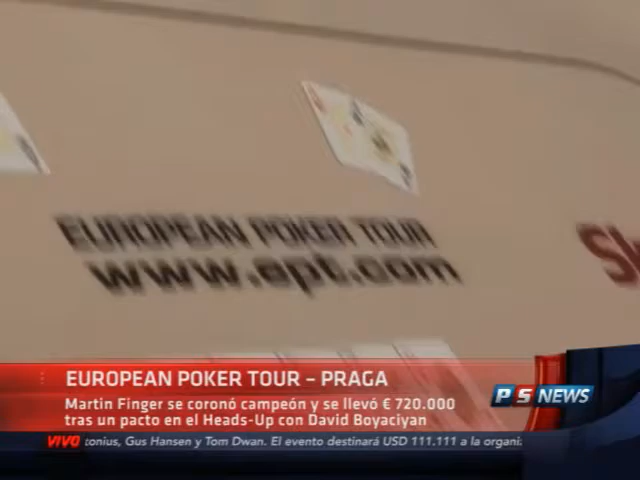 EUROPEAN POKER TOUR
www.ept.com
EUROPEAN POKER TOUR – PRAGA
Martin Finger se coronó campeón y se llevó € 720.000
tras un pacto en el Heads-Up con David Boyaciyan
PS NEWS
VIVO tonius, Gus Hansen y Tom Dwan. El evento destinará USD 111.111 a la organi